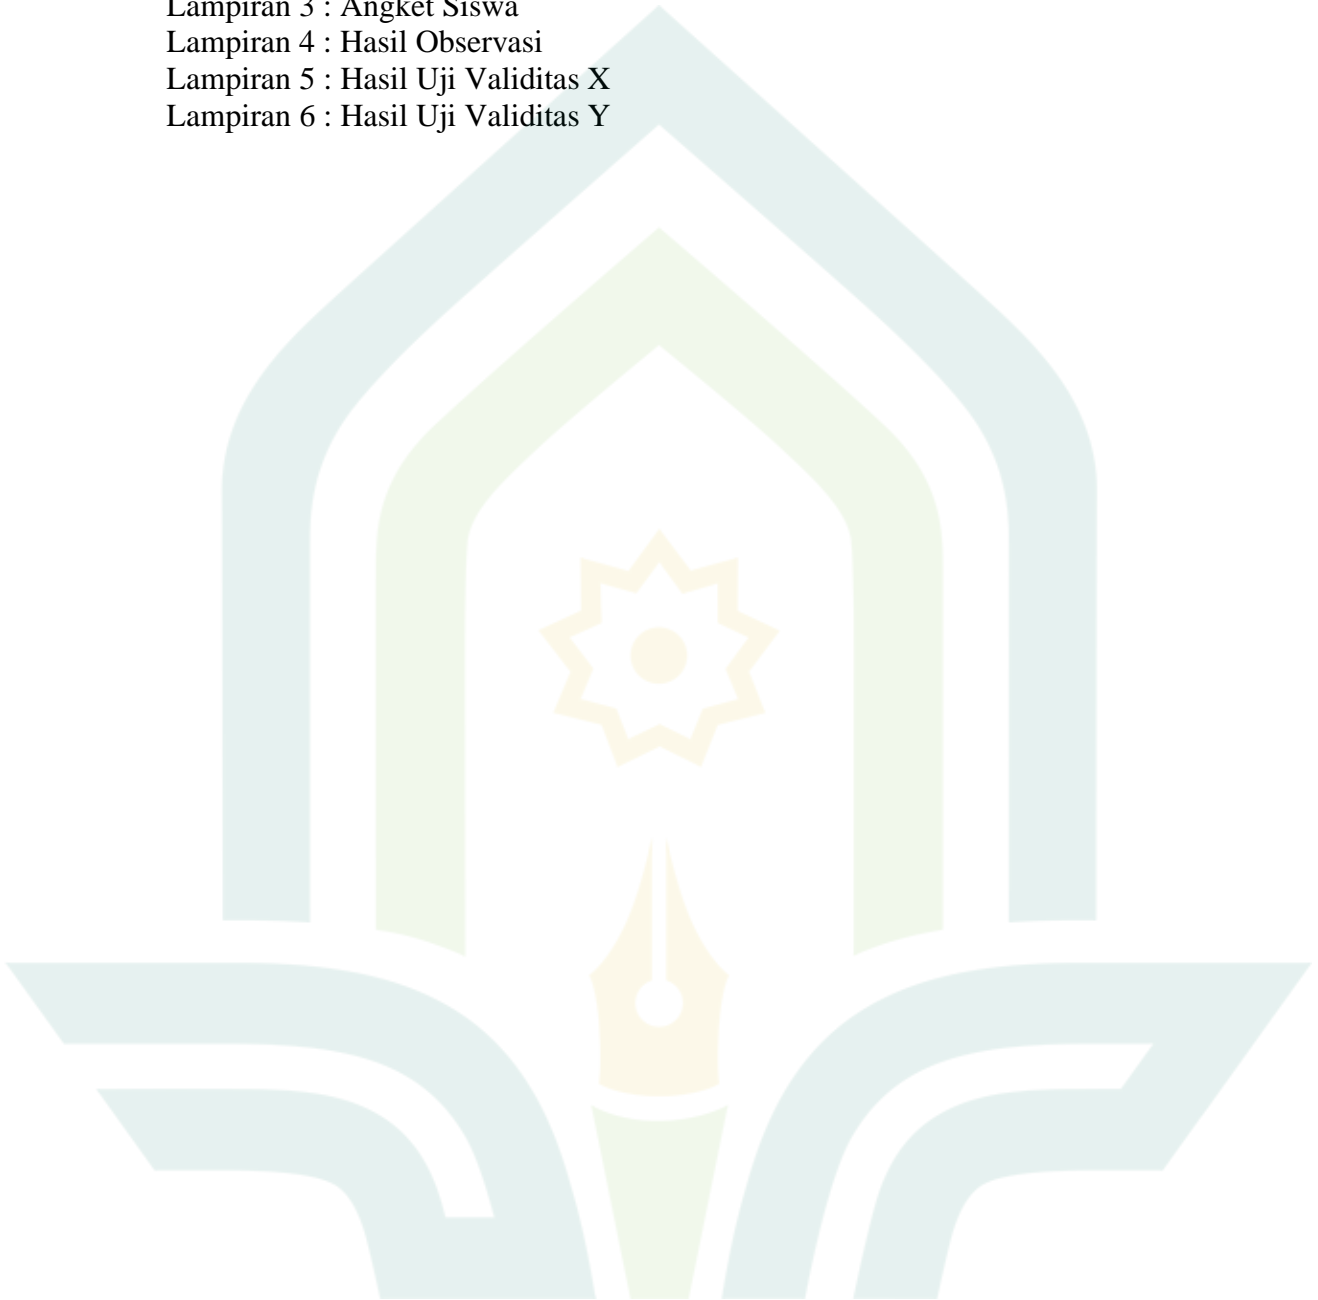 Lampiran 3 : Angket Siswa
Lampiran 4 : Hasil Observasi
Lampiran 5 : Hasil Uji Validitas X
Lampiran 6 : Hasil Uji Validitas Y